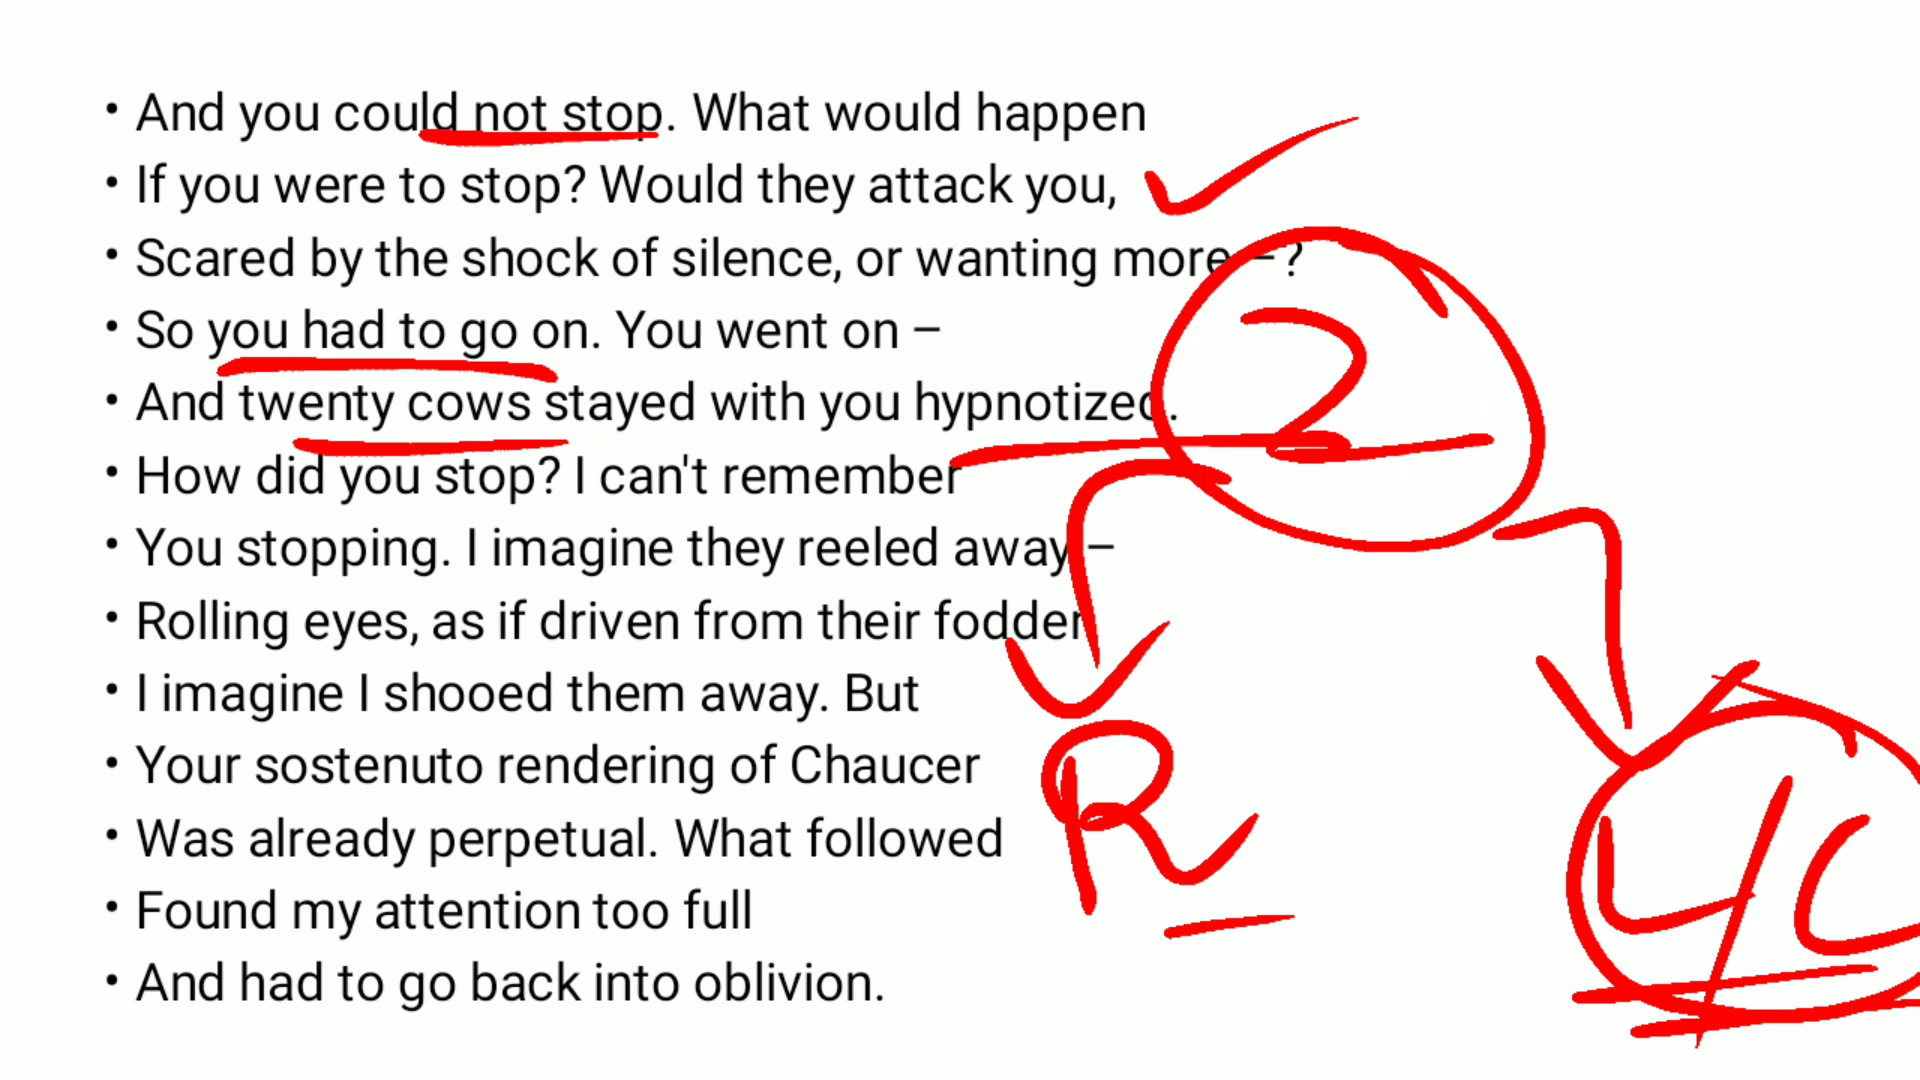 • And you could not stop. What would happen
• If you were to stop? Would they attack you,
• Scared by the shock of silence, or wanting more –?
• So you had to go on. You went on –
• And twenty cows stayed with you hypnotized.
• How did you stop? I can't remember
• You stopping. I imagine they reeled away –
• Rolling eyes, as if driven from their fodder
• I imagine I shooed them away. But
• Your sostenuto rendering of Chaucer
• Was already perpetual. What followed
• Found my attention too full
• And had to go back into oblivion.
2
R
4C